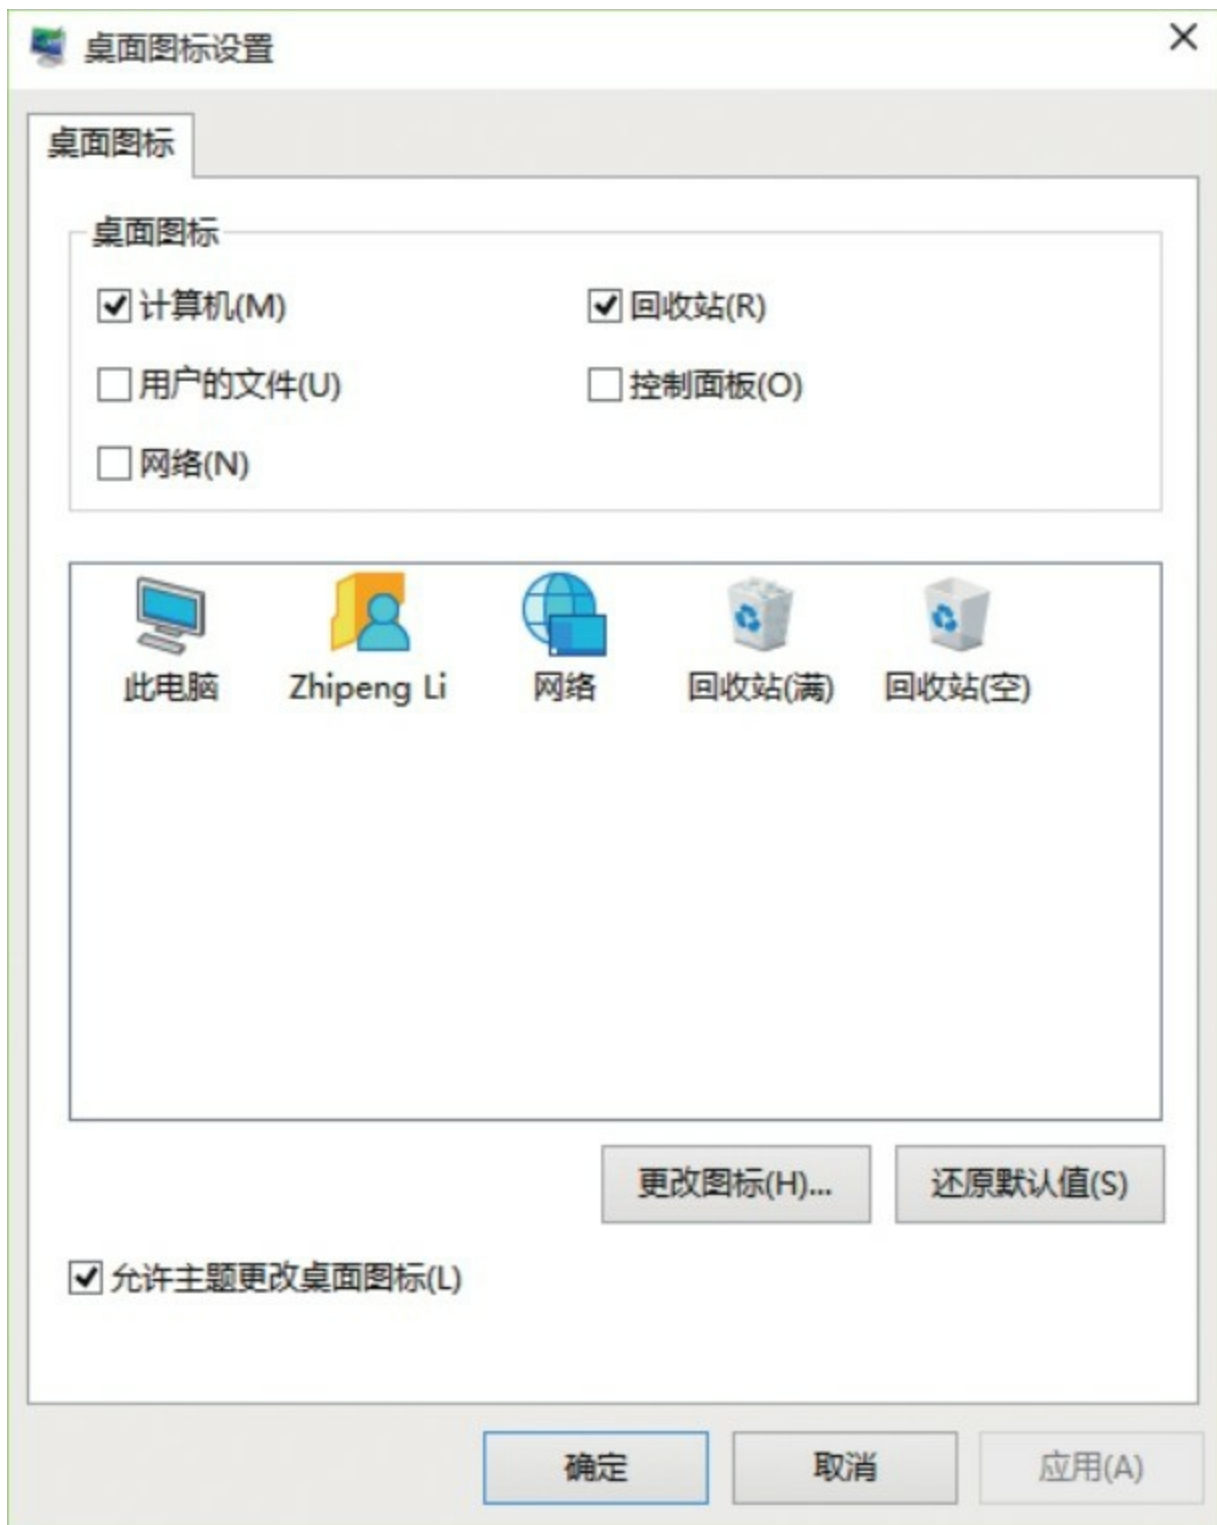 桌面图标设置
桌面图标
桌面图标
计算机(M) 回收站(R)
用户的文件(U) 控制面板(O)
网络(N)
此电脑 Zhipeng Li 网络 回收站(满) 回收站(空)
更改图标(H)... 还原默认值(S)
允许主题更改桌面图标(L)
确定 取消 应用(A)